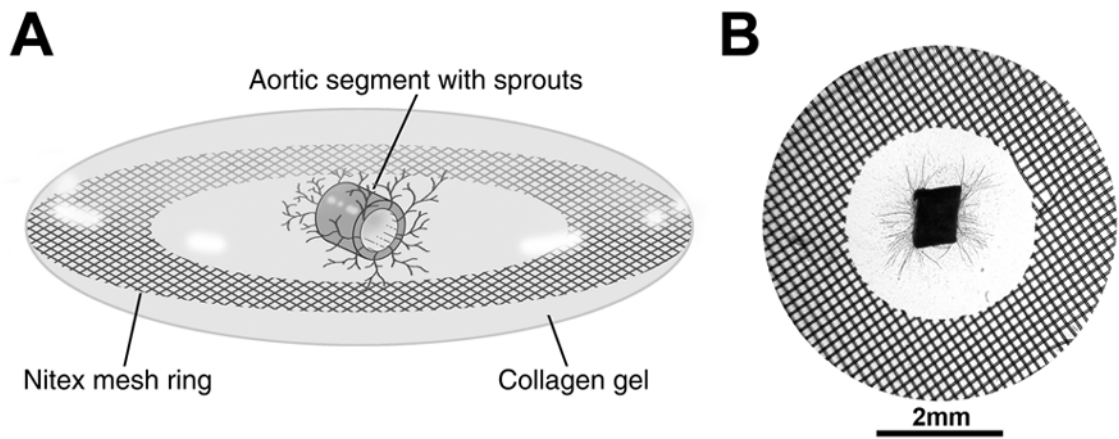 A
B
Aortic segment with sprouts
Nitex mesh ring
Collagen gel
2mm